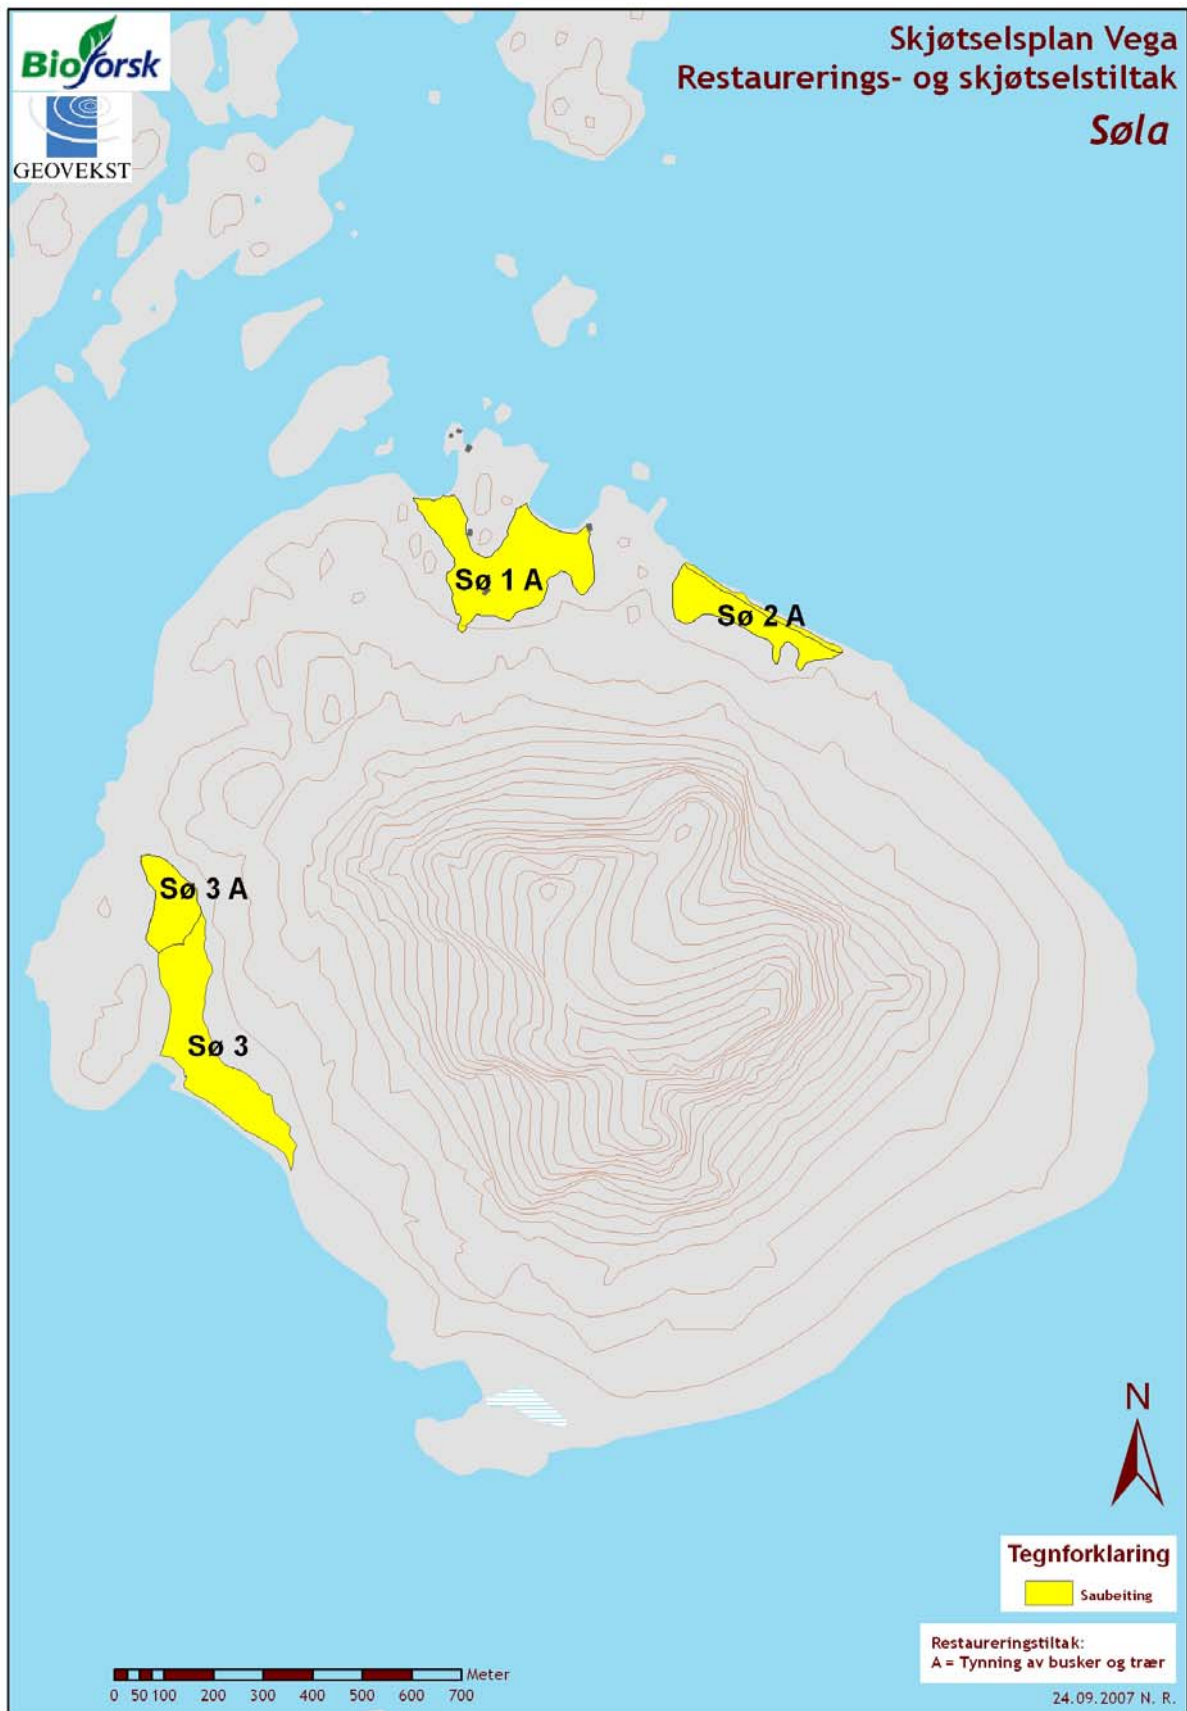 Bioforsk
GEOVEKST
Skjøtselsplan Vega
Restaurerings- og skjøtselstiltak
Søla
Sø 1 A
Sø 2 A
Sø 3 A
Sø 3
N
Tegnforklaring
Saubeiting
Restaureringstiltak:
A = Tynning av busker og trær
Meter
0 50 100 200 300 400 500 600 700
24.09.2007 N. R.